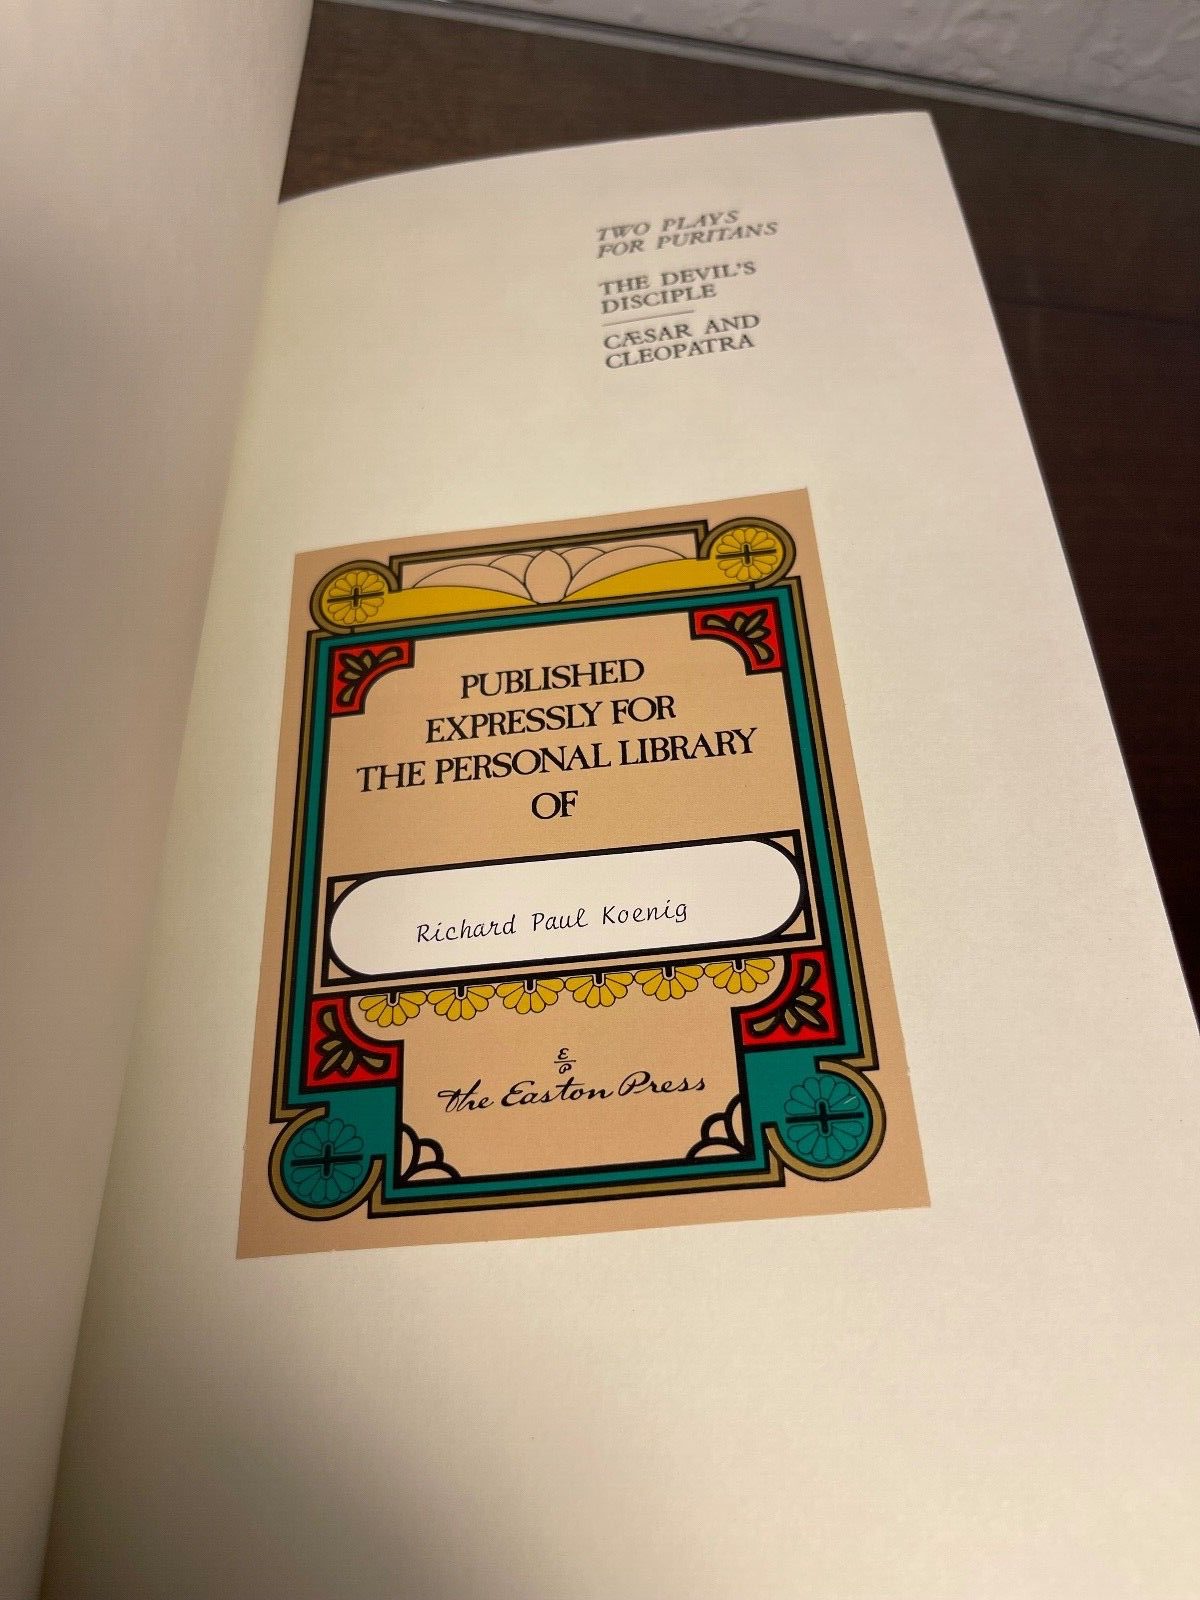 TWO PLAYS
FOR PURITANS
THE DEVIL'S
DISCIPLE
CÆSAR AND
CLEOPATRA
PUBLISHED
EXPRESSLY FOR
THE PERSONAL LIBRARY
OF
Richard Paul Koenig
E
P
The Easton Press